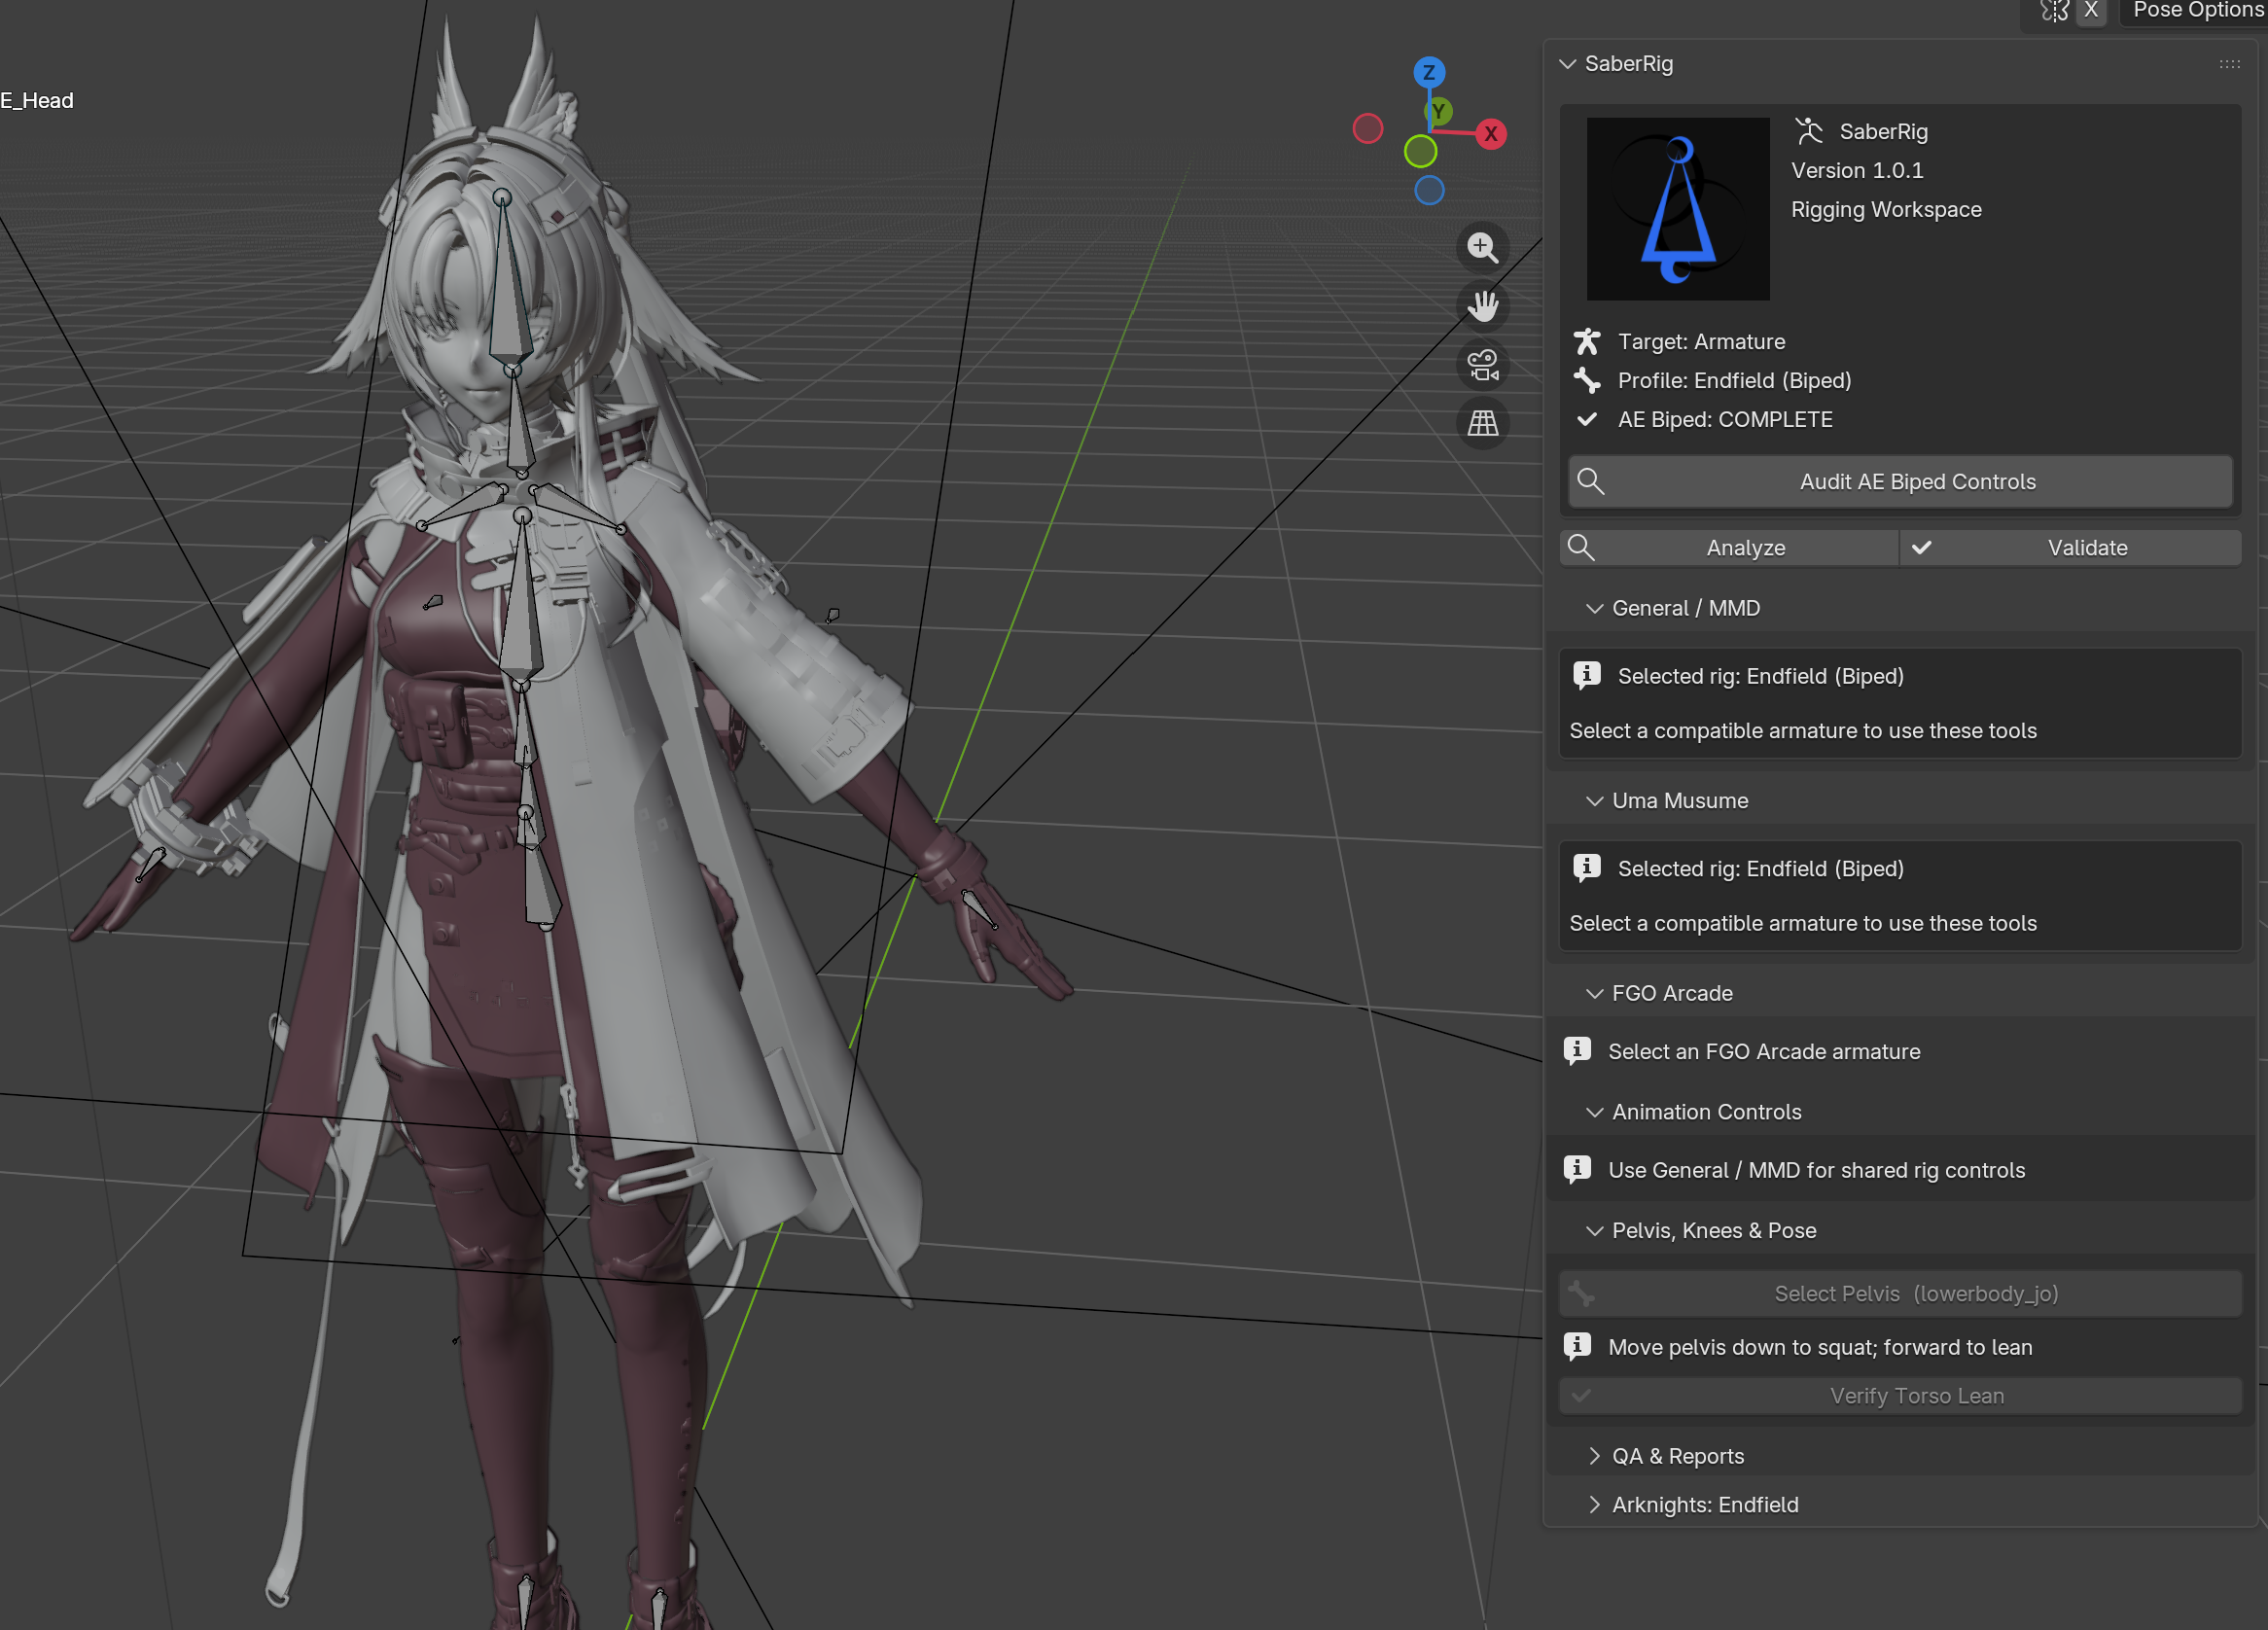 X
Pose Options
E_Head
Z
Y
X
SaberRig
SaberRig
Version 1.0.1
Rigging Workspace
Target: Armature
Profile: Endfield (Biped)
AE Biped: COMPLETE
Audit AE Biped Controls
Analyze
Validate
General / MMD
Selected rig: Endfield (Biped)
Select a compatible armature to use these tools
Uma Musume
Selected rig: Endfield (Biped)
Select a compatible armature to use these tools
FGO Arcade
Select an FGO Arcade armature
Animation Controls
Use General / MMD for shared rig controls
Pelvis, Knees & Pose
Select Pelvis (lowerbody_jo)
Move pelvis down to squat; forward to lean
Verify Torso Lean
QA & Reports
Arknights: Endfield